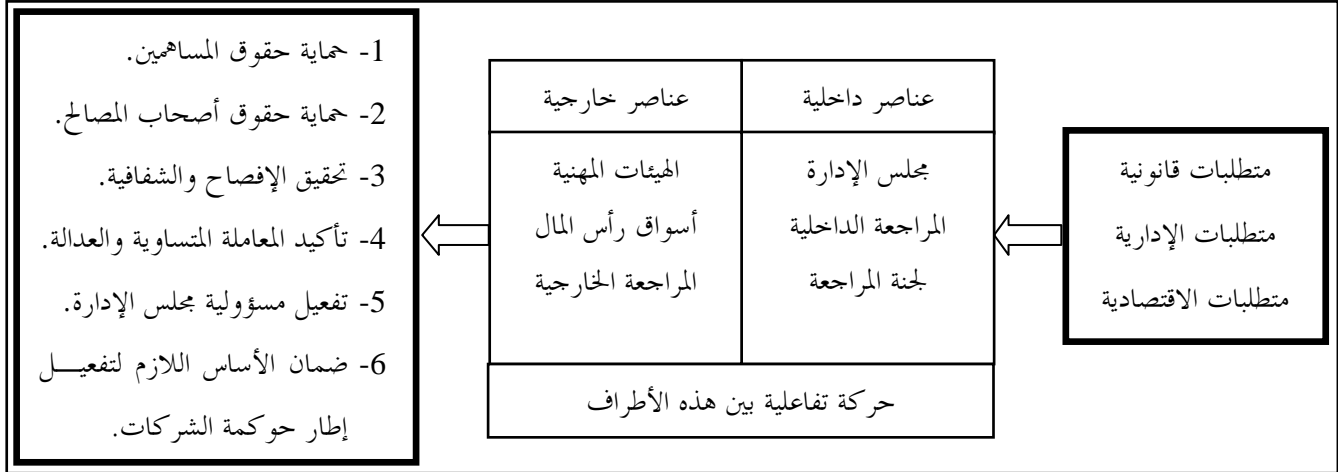 متطلبات قانونية
متطلبات الإدارية
متطلبات الاقتصادية
عناصر داخلية
مجلس الإدارة
المراجعة الداخلية
لجنة المراجعة
عناصر خارجية
الهيئات المهنية
أسواق رأس المال
المراجعة الخارجية
حركة تفاعلية بين هذه الأطراف
1- حماية حقوق المساهمين.
2- حماية حقوق أصحاب المصالح.
3- تحقيق الإفصاح والشفافية.
4- تأكيد المعاملة المتساوية والعدالة.
5- تفعيل مسؤولية مجلس الإدارة.
6- ضمان الأساس اللازم لتفعيــــل
إطار حوكمة الشركات.